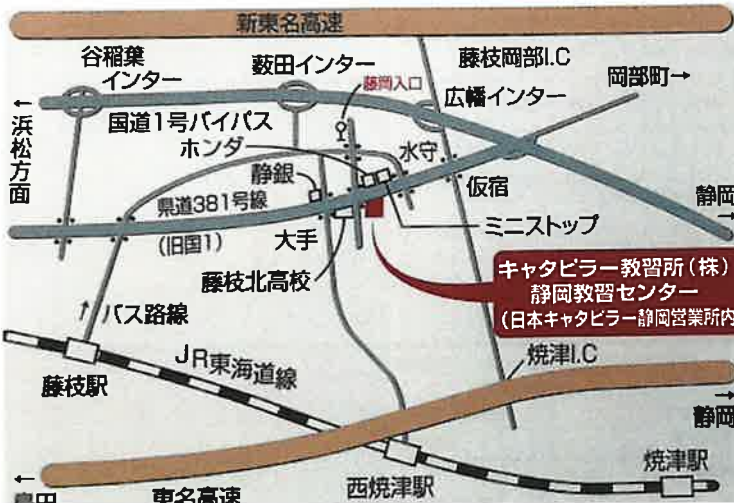 新東名高速
谷稲葉
インター
薮田インター
藤岡入口
藤枝岡部I.C
岡部町→
広幡インター
←
浜松方面
国道1号バイパス
ホンダ
水守
静銀
仮宿
県道381号線
(旧国1)
大手
ミニストップ
静岡
→
藤枝北高校
キャタピラー教習所(株)
静岡教習センター
(日本キャタピラー静岡営業所内
↑
バス路線
JR東海道線
藤枝駅
焼津I.C
→
静岡
←
島田
東名高速
西焼津駅
焼津駅